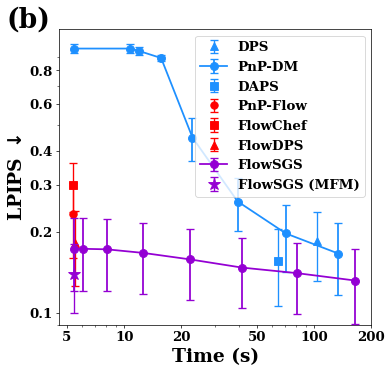 (b)
DPS
PnP-DM
DAPS
PnP-Flow
FlowChef
FlowDPS
FlowSGS
FlowSGS (MFM)
LPIPS ↓
0.8
0.6
0.4
0.3
0.2
0.1
5 10 20 50 100 200
Time (s)